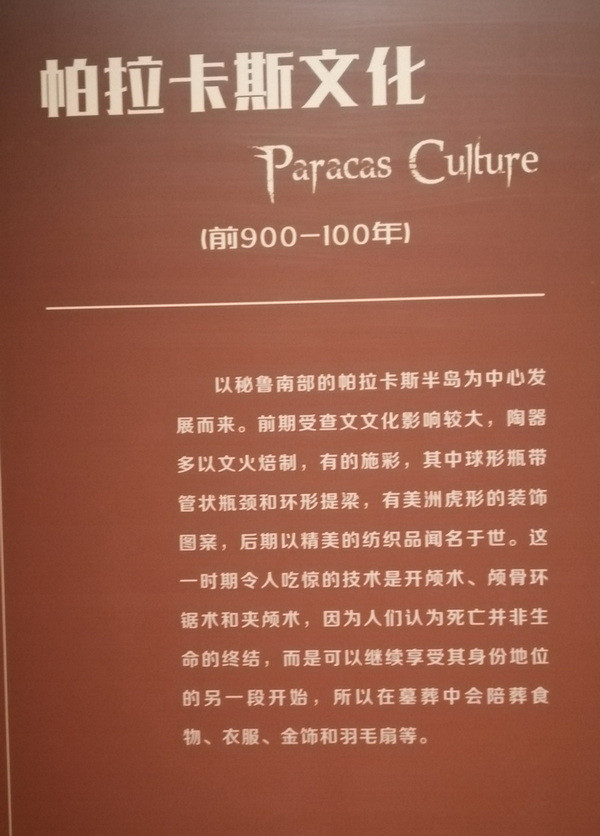 帕拉卡斯文化
Paracas Culture
(前900—100年)
以秘鲁南部的帕拉卡斯半岛为中心发
展而来。前期受查文文化影响较大，陶器
多以文火焙制，有的施彩，其中球形瓶带
管状瓶颈和环形提梁，有美洲虎形的装饰
图案，后期以精美的纺织品闻名于世。这
一时期令人吃惊的技术是开颅术、颅骨环
锯术和夹颅术，因为人们认为死亡并非生
命的终结，而是可以继续享受其身份地位
的另一段开始，所以在墓葬中会陪葬食
物、衣服、金饰和羽毛扇等。